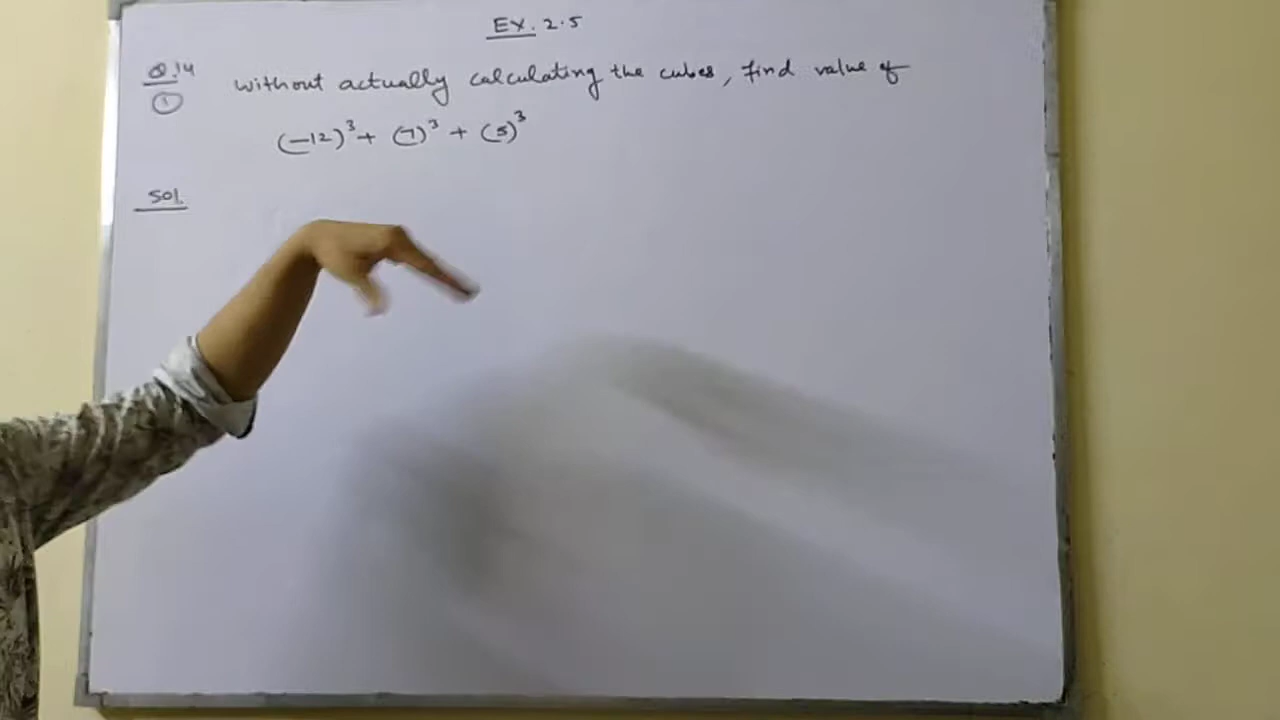 Ex. 2.5
Q.14 without actually calculating the cubes, find value of
① (-12)³ + (7)³ + (5)³
Sol.